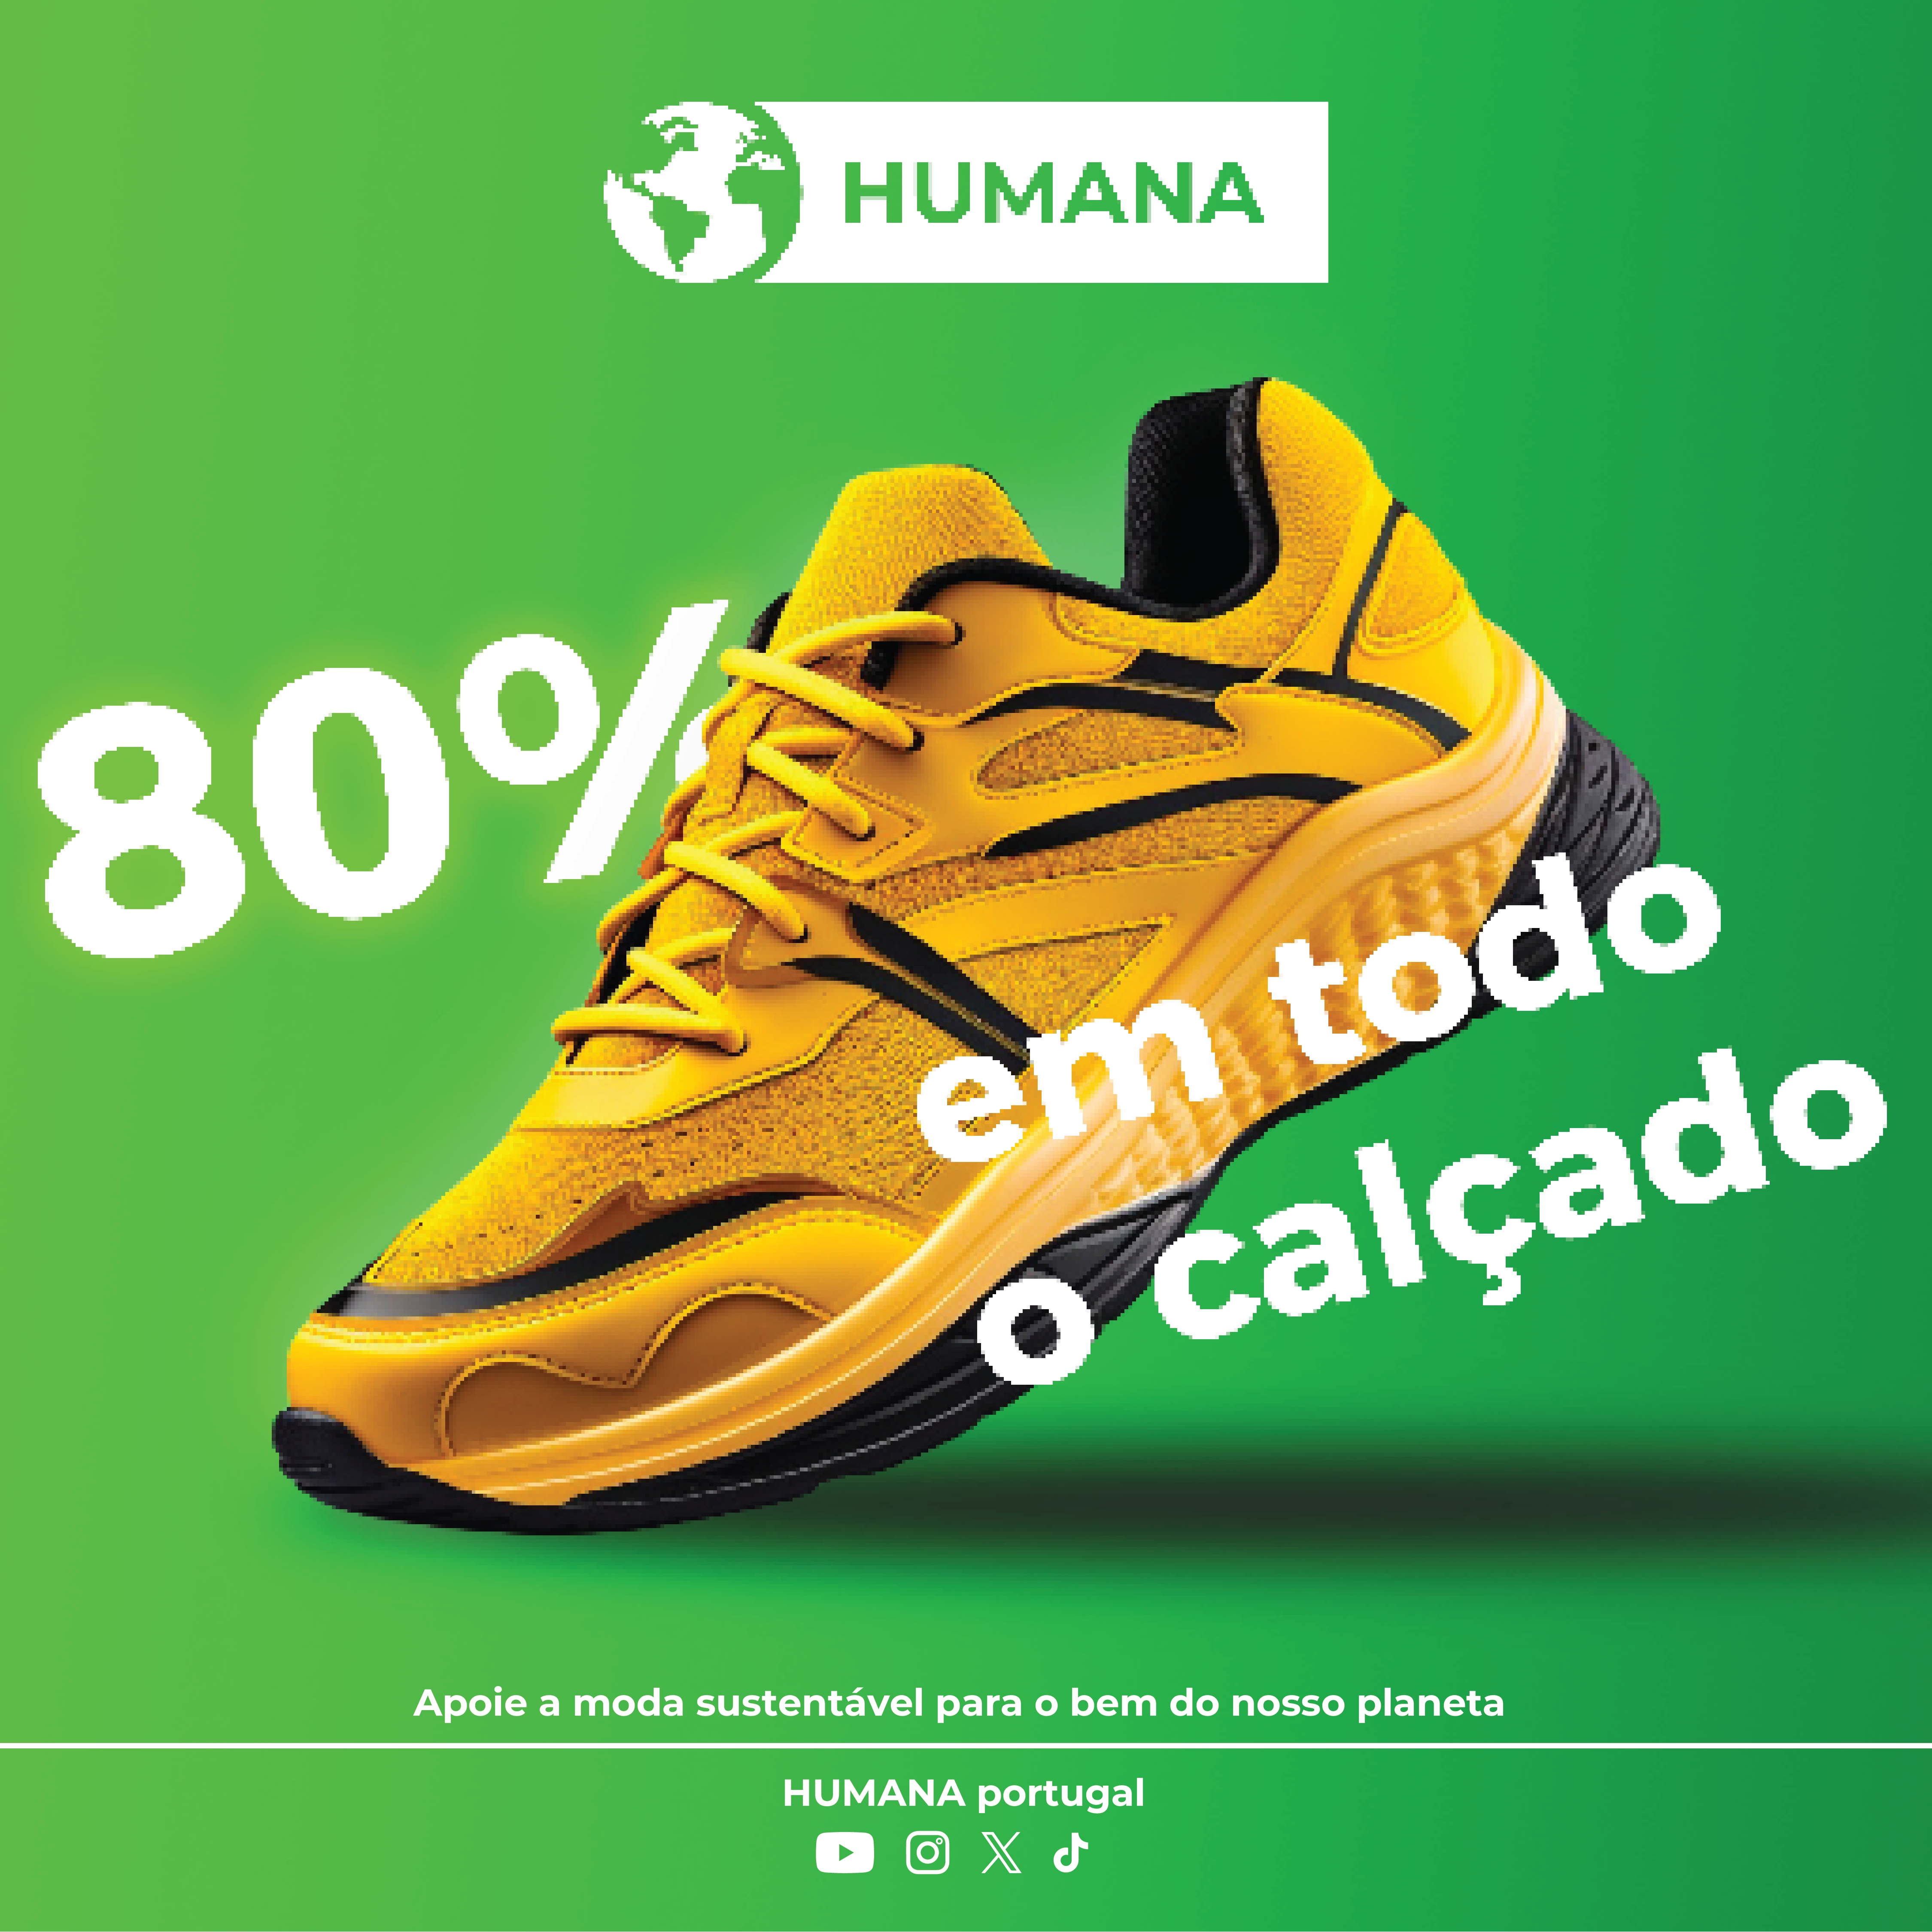 HUMANA
80%
em todo
o calçado
Apoie a moda sustentável para o bem do nosso planeta
HUMANA portugal